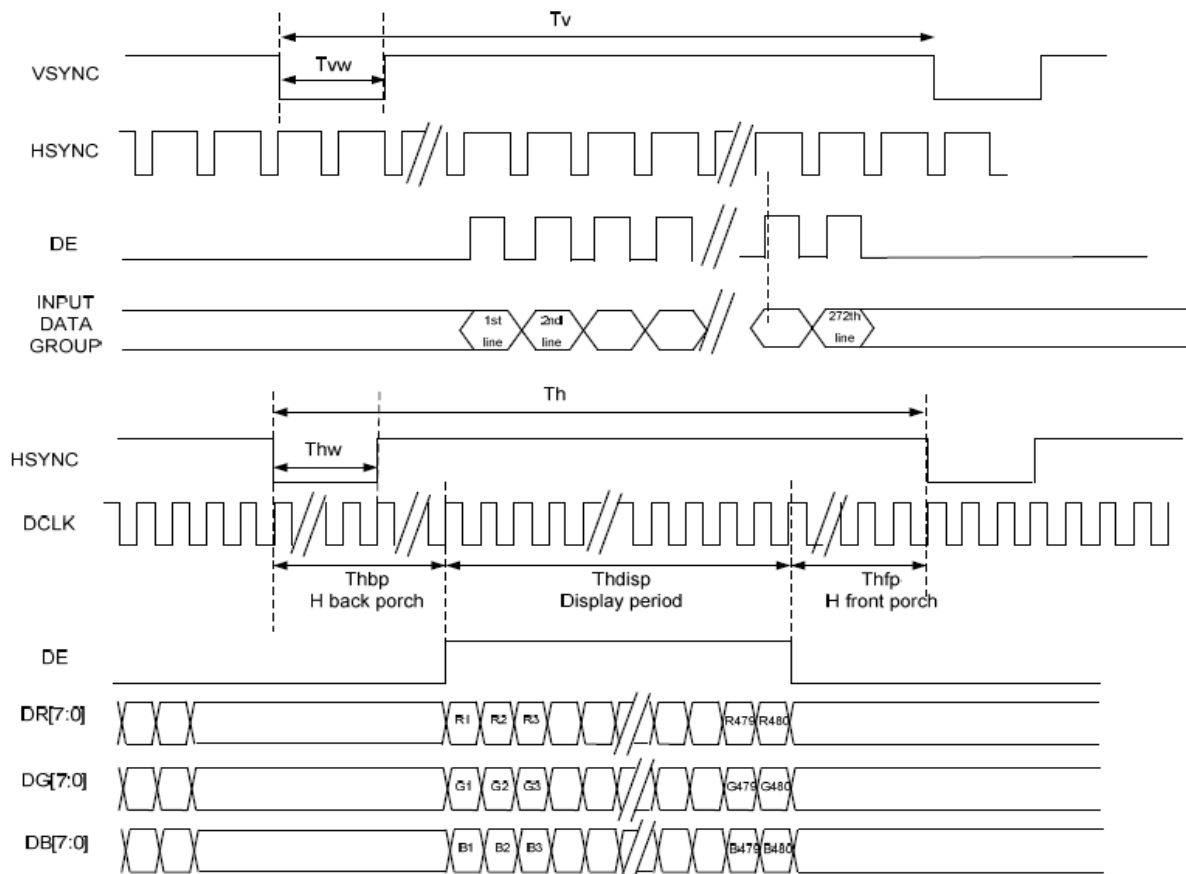 Tv
VSYNC
Tvw
HSYNC
DE
INPUT
DATA
GROUP
1st
line
2nd
line
272th
line
Th
HSYNC
Thw
DCLK
Thbp
H back porch
Thdisp
Display period
Thfp
H front porch
DE
DR[7:0]
R1 R2 R3 R479 R480
DG[7:0]
G1 G2 G3 G479 G480
DB[7:0]
B1 B2 B3 B479 B480